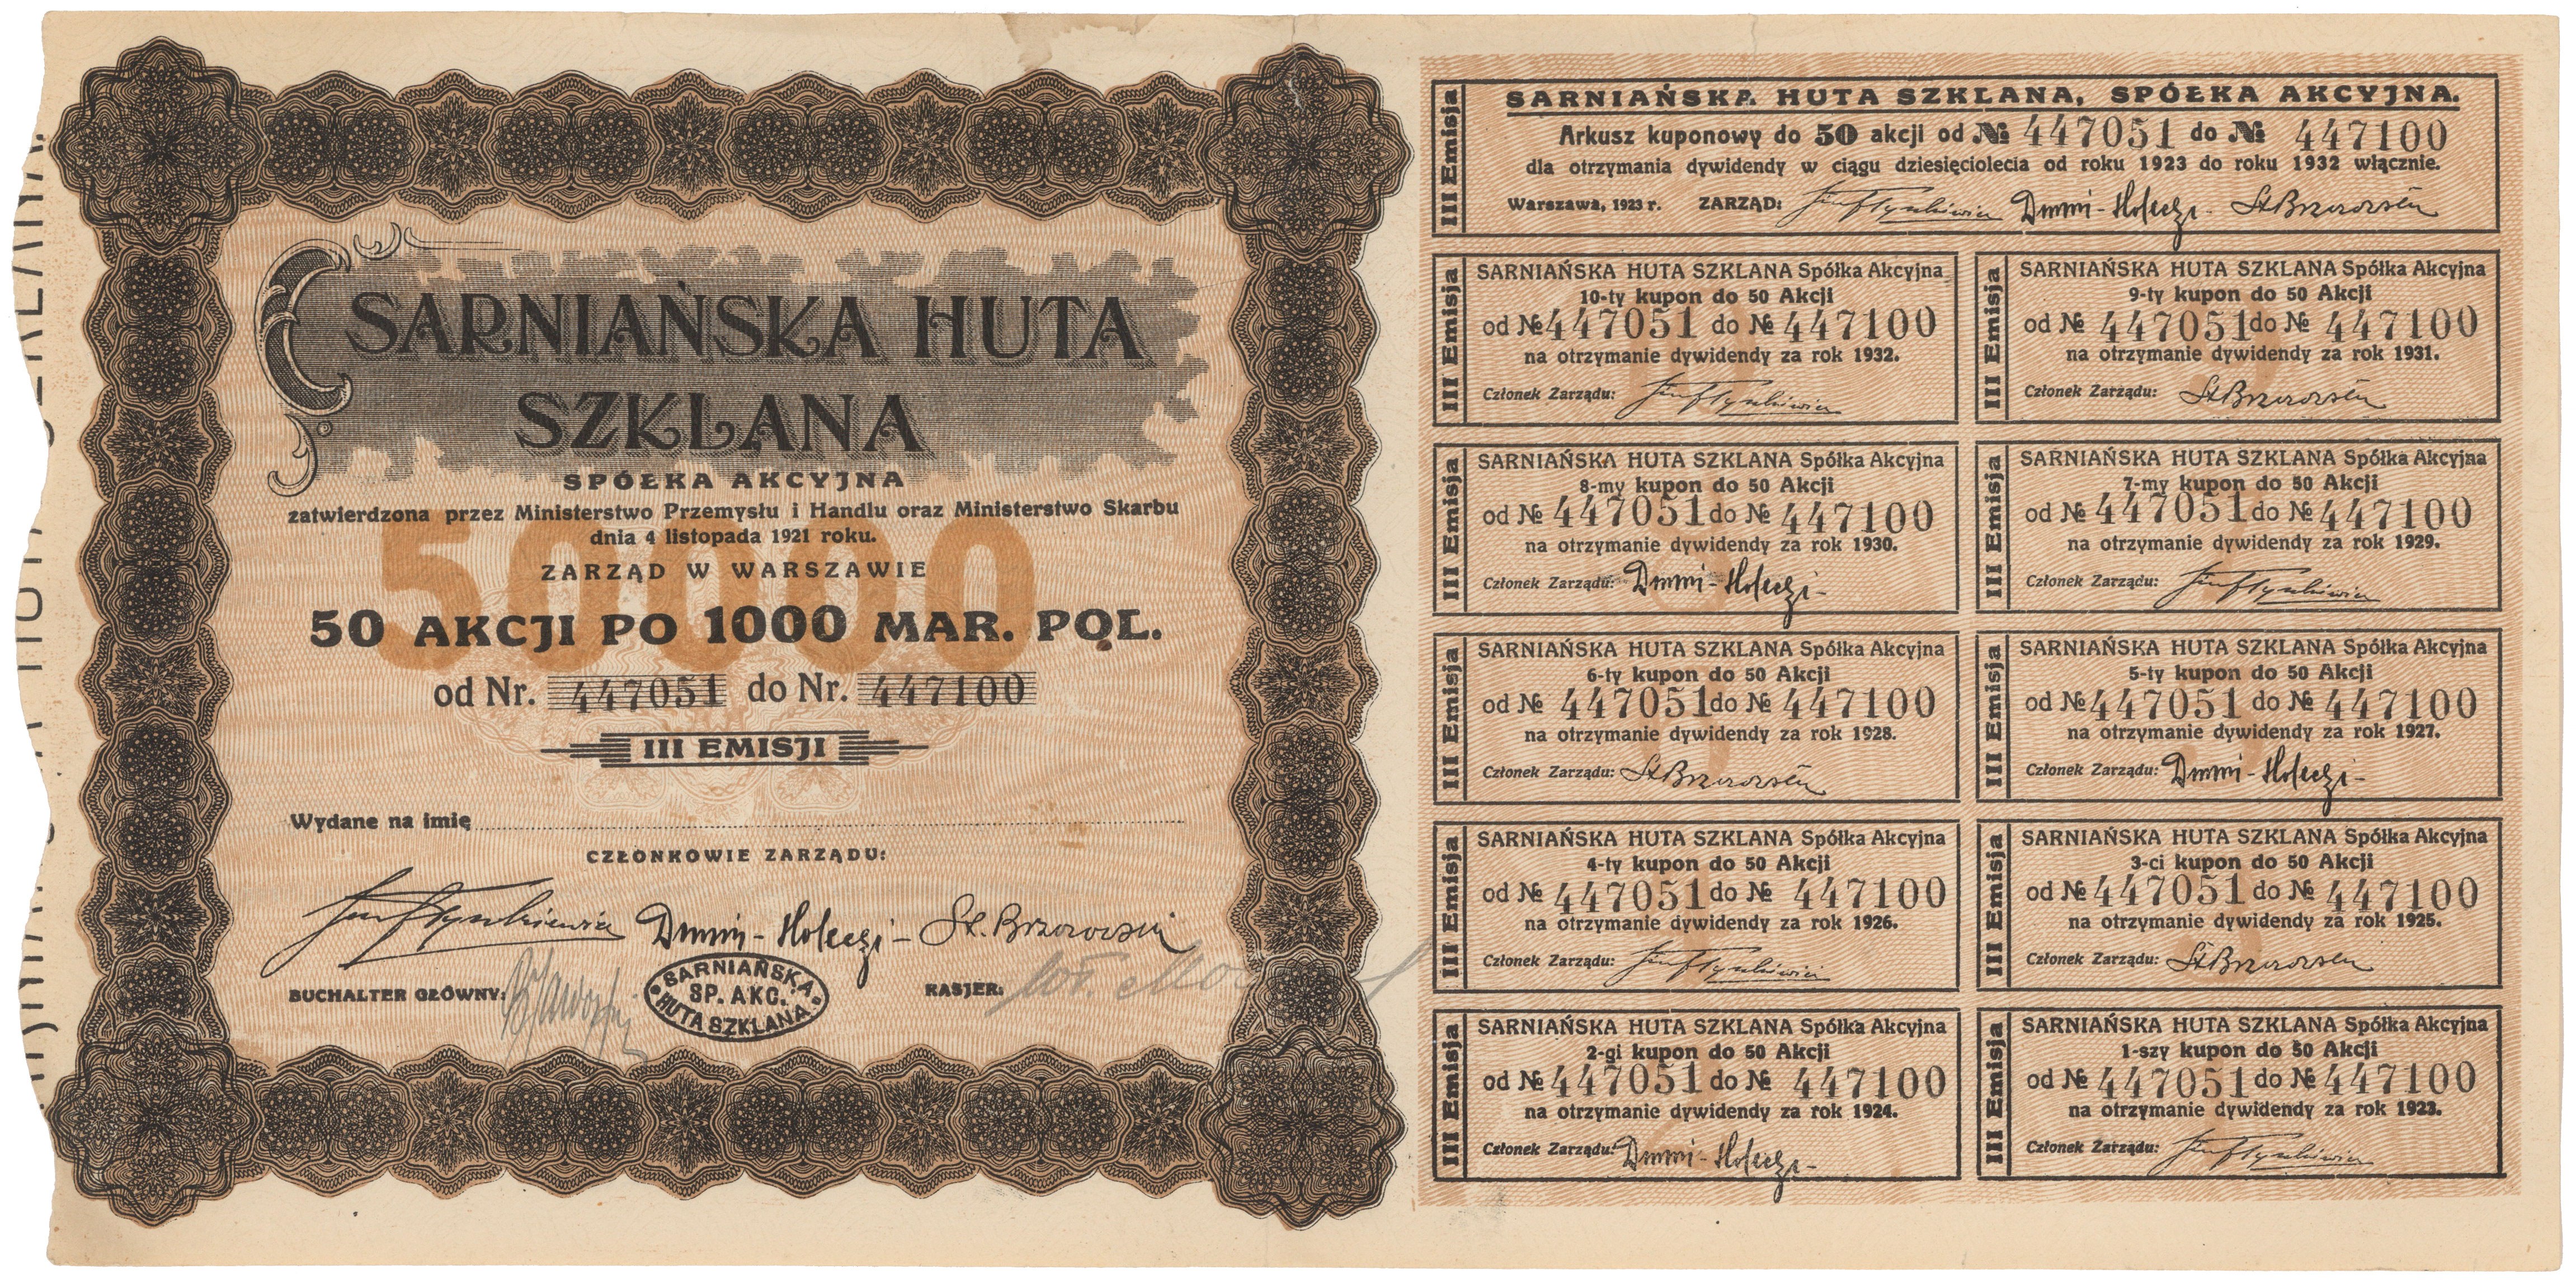 SARNIAŃSKA HUTA
SZKLANA
SPÓŁKA AKCYJNA
zatwierdzona przez Ministerstwo Przemysłu i Handlu oraz Ministerstwo Skarbu
dnia 4 listopada 1921 roku.
ZARZĄD W WARSZAWIE
50000
50 AKCJI PO 1000 MAR. POL.
od Nr. 447051 do Nr. 447100
III EMISJI
Wydane na imię
CZŁONKOWIE ZARZĄDU:
BUCHALTER GŁÓWNY:
SARNIAŃSKA
SP. AKC.
HUTA SZKLANA
KASJER:
III Emisja
SARNIAŃSKA HUTA SZKLANA, SPÓŁKA AKCYJNA.
Arkusz kuponowy do 50 akcji od № 447051 do № 447100
dla otrzymania dywidendy w ciągu dziesięciolecia od roku 1923 do roku 1932 włącznie.
Warszawa, 1923 r. ZARZĄD:
III Emisja
SARNIAŃSKA HUTA SZKLANA Spółka Akcyjna
10-ty kupon do 50 Akcji
od № 447051 do № 447100
na otrzymanie dywidendy za rok 1932.
Członek Zarządu:
III Emisja
SARNIAŃSKA HUTA SZKLANA Spółka Akcyjna
9-ty kupon do 50 Akcji
od № 447051 do № 447100
na otrzymanie dywidendy za rok 1931.
Członek Zarządu:
III Emisja
SARNIAŃSKA HUTA SZKLANA Spółka Akcyjna
8-my kupon do 50 Akcji
od № 447051 do № 447100
na otrzymanie dywidendy za rok 1930.
Członek Zarządu:
III Emisja
SARNIAŃSKA HUTA SZKLANA Spółka Akcyjna
7-my kupon do 50 Akcji
od № 447051 do № 447100
na otrzymanie dywidendy za rok 1929.
Członek Zarządu:
III Emisja
SARNIAŃSKA HUTA SZKLANA Spółka Akcyjna
6-ty kupon do 50 Akcji
od № 447051 do № 447100
na otrzymanie dywidendy za rok 1928.
Członek Zarządu:
III Emisja
SARNIAŃSKA HUTA SZKLANA Spółka Akcyjna
5-ty kupon do 50 Akcji
od № 447051 do № 447100
na otrzymanie dywidendy za rok 1927.
Członek Zarządu:
III Emisja
SARNIAŃSKA HUTA SZKLANA Spółka Akcyjna
4-ty kupon do 50 Akcji
od № 447051 do № 447100
na otrzymanie dywidendy za rok 1926.
Członek Zarządu:
III Emisja
SARNIAŃSKA HUTA SZKLANA Spółka Akcyjna
3-ci kupon do 50 Akcji
od № 447051 do № 447100
na otrzymanie dywidendy za rok 1925.
Członek Zarządu:
III Emisja
SARNIAŃSKA HUTA SZKLANA Spółka Akcyjna
2-gi kupon do 50 Akcji
od № 447051 do № 447100
na otrzymanie dywidendy za rok 1924.
Członek Zarządu:
III Emisja
SARNIAŃSKA HUTA SZKLANA Spółka Akcyjna
1-szy kupon do 50 Akcji
od № 447051 do № 447100
na otrzymanie dywidendy za rok 1923.
Członek Zarządu: